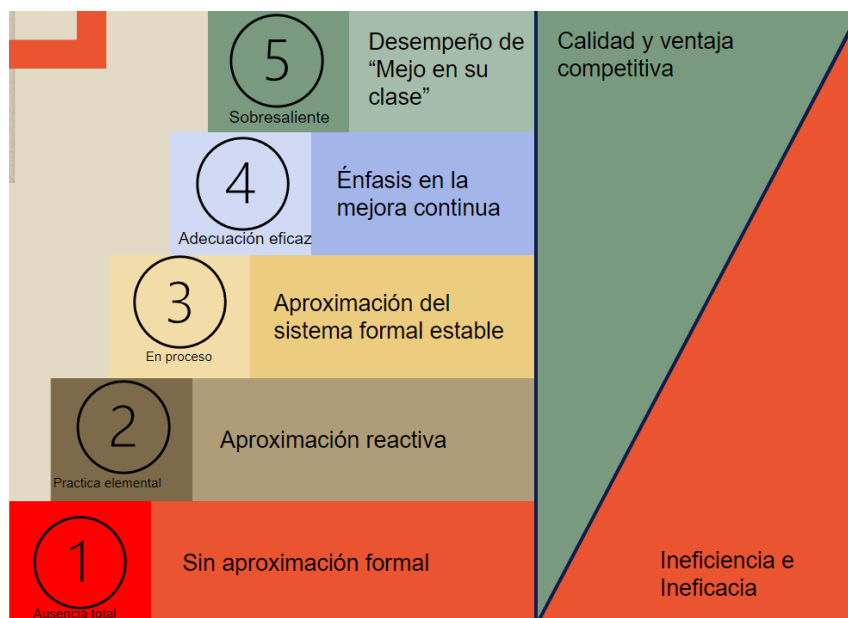 5
Sobresaliente
Desempeño de
“Mejo en su
clase”
Calidad y ventaja
competitiva
4
Adecuación eficaz
Énfasis en la
mejora continua
3
En proceso
Aproximación del
sistema formal estable
2
Practica elemental
Aproximación reactiva
1
Ausencia total
Sin aproximación formal
Ineficiencia e
Ineficacia